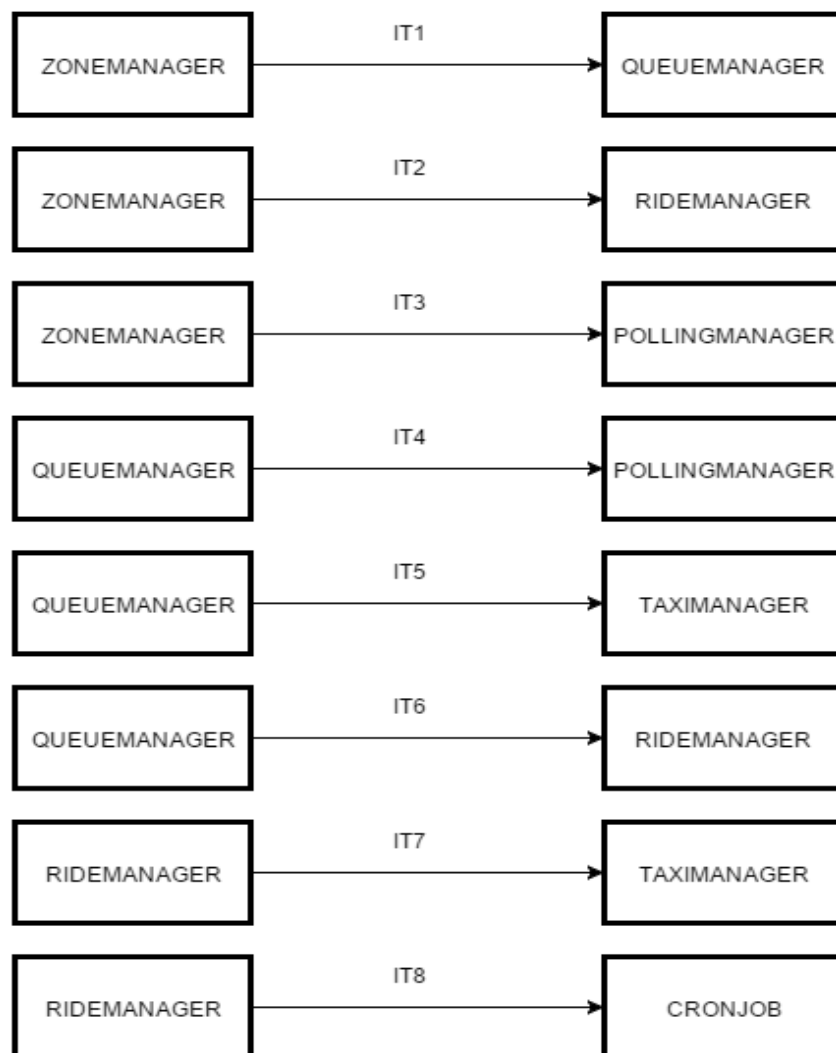 IT1
ZONEMANAGER
QUEUEMANAGER
IT2
ZONEMANAGER
RIDEMANAGER
IT3
ZONEMANAGER
POLLINGMANAGER
IT4
QUEUEMANAGER
POLLINGMANAGER
IT5
QUEUEMANAGER
TAXIMANAGER
IT6
QUEUEMANAGER
RIDEMANAGER
IT7
RIDEMANAGER
TAXIMANAGER
IT8
RIDEMANAGER
CRONJOB